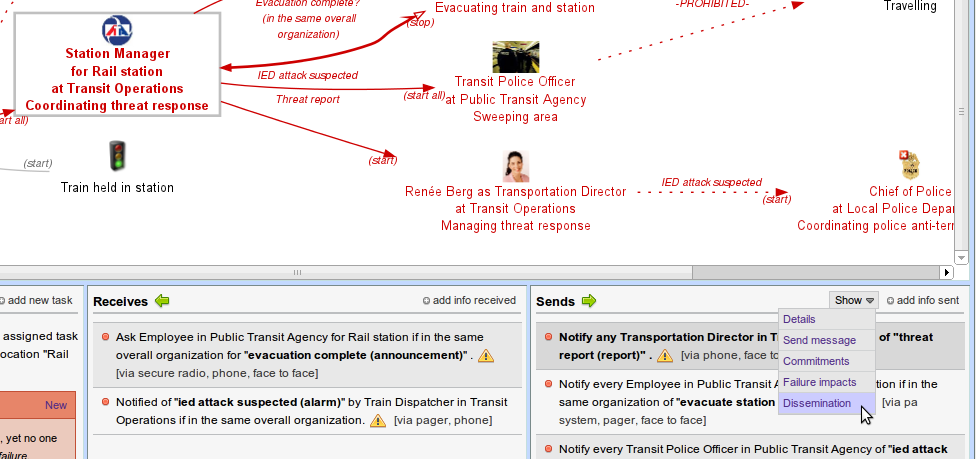 Evacuation complete?
(in the same overall
organization)
(stop)
Evacuating train and station
-PROHIBITED-
Travelling
Station Manager
for Rail station
at Transit Operations
Coordinating threat response
IED attack suspected
Threat report
(start all)
Transit Police Officer
at Public Transit Agency
Sweeping area
art all)
(start)
Train held in station
(start)
Renée Berg as Transportation Director
at Transit Operations
Managing threat response
IED attack suspected
(start)
Chief of Police
at Local Police Depar
Coordinating police anti-terr
add new task
assigned task
ocation "Rail
New
, yet no one
failure.
Receives
add info received
Ask Employee in Public Transit Agency for Rail station if in the same
overall organization for "evacuation complete (announcement)" .
[via secure radio, phone, face to face]
Notified of "ied attack suspected (alarm)" by Train Dispatcher in Transit
Operations if in the same overall organization. [via pager, phone]
Sends
Show
add info sent
Details
Send message
Commitments
Failure impacts
Dissemination
Notify any Transportation Director in T of "threat
report (report)" . [via phone, face to
Notify every Employee in Public Transit A tion if in the
same organization of "evacuate station [via pa
system, pager, face to face]
Notify every Transit Police Officer in Public Transit Agency of "ied attack